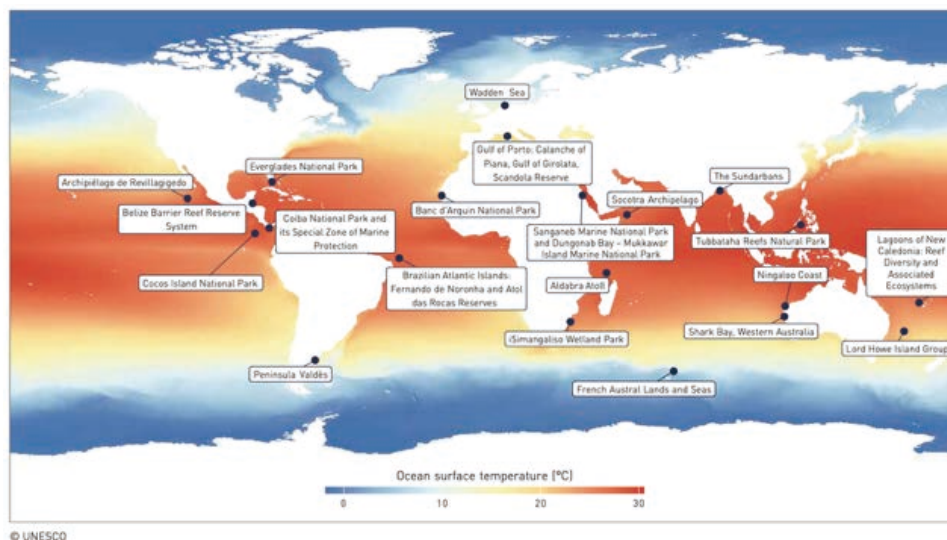 Wadden Sea
Gulf of Porto: Calanche of
Piana, Gulf of Girolata,
Scandola Reserve
Everglades National Park
The Sundarbans
Archipiélago de Revillagigedo
Socotra Archipelago
Belize Barrier Reef Reserve
System
Coiba National Park and
its Special Zone of Marine
Protection
Banc d'Arquin National Park
Sanganeb Marine National Park
and Dungonab Bay – Mukkawar
Island Marine National Park
Tubbataha Reefs Natural Park
Lagoons of New
Caledonia: Reef
Diversity and
Associated
Ecosystems
Cocos Island National Park
Brazilian Atlantic Islands:
Fernando de Noronha and Atol
das Rocas Reserves
Aldabra Atoll
Ningaloo Coast
iSimangaliso Welland Park
Shark Bay, Western Australia
Lord Howe Island Group
Peninsula Valdès
French Austral Lands and Seas
Ocean surface temperature (°C)
0 10 20 30
© UNESCO